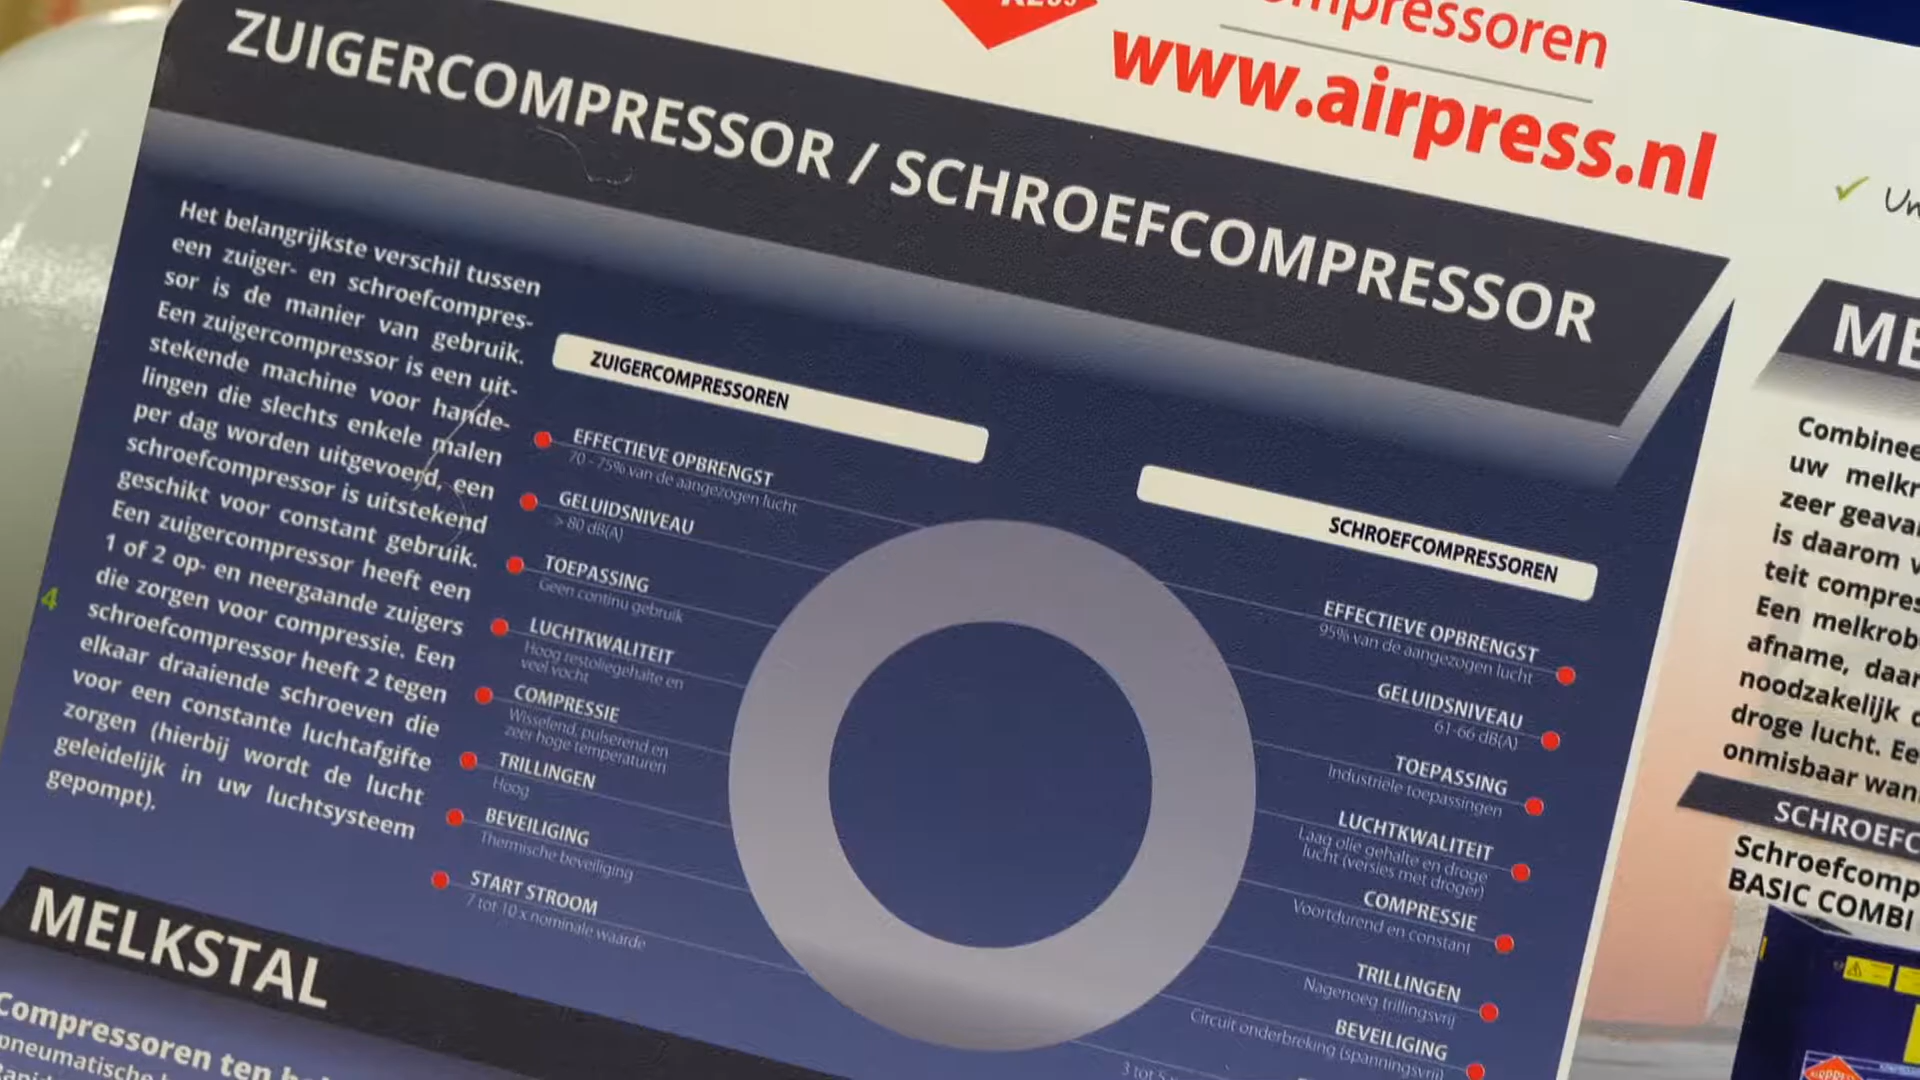 www.airpress.nl
ZUIGERCOMPRESSOR / SCHROEFCOMPRESSOR
Het belangrijkste verschil tussen
een zuiger- en schroefcompres-
sor is de manier van gebruik.
Een zuigercompressor is een uit-
stekende machine voor hande-
lingen die slechts enkele malen
per dag worden uitgevoerd, een
schroefcompressor is uitstekend
geschikt voor constant gebruik.
Een zuigercompressor heeft een
1 of 2 op- en neergaande zuigers
die zorgen voor compressie. Een
schroefcompressor heeft 2 tegen
elkaar draaiende schroeven die
voor een constante luchtafgifte
zorgen (hierbij wordt de lucht
geleidelijk in uw luchtsysteem
gepompt).
4
ZUIGERCOMPRESSOREN
EFFECTIEVE OPBRENGST
70 - 75% van de aangezogen lucht
GELUIDSNIVEAU
> 80 dB(A)
TOEPASSING
Geen continu gebruik
LUCHTKWALITEIT
Hoog restoliegehalte en
veel vocht
COMPRESSIE
Wisselend, pulserend en
zeer hoge temperaturen
TRILLINGEN
Hoog
BEVEILIGING
Thermische beveiliging
START STROOM
7 tot 10 x nominale waarde
SCHROEFCOMPRESSOREN
EFFECTIEVE OPBRENGST
95% van de aangezogen lucht
GELUIDSNIVEAU
61-66 dB(A)
TOEPASSING
Industriele toepassingen
LUCHTKWALITEIT
Laag olie gehalte en droge
lucht (versies met droger)
COMPRESSIE
Voortdurend en constant
TRILLINGEN
Nagenoeg trillingsvrij
BEVEILIGING
Circuit onderbreking (spanningsvrij)
3 tot 5
MELKSTAL
Compressoren ten
pneumatische
Combinee
uw melkr
zeer geava
is daarom v
teit compres
Een melkrob
afname, daar
noodzakelijk
droge lucht. Ee
onmisbaar wan
SCHROEFC
Schroefcomp
BASIC COMBI